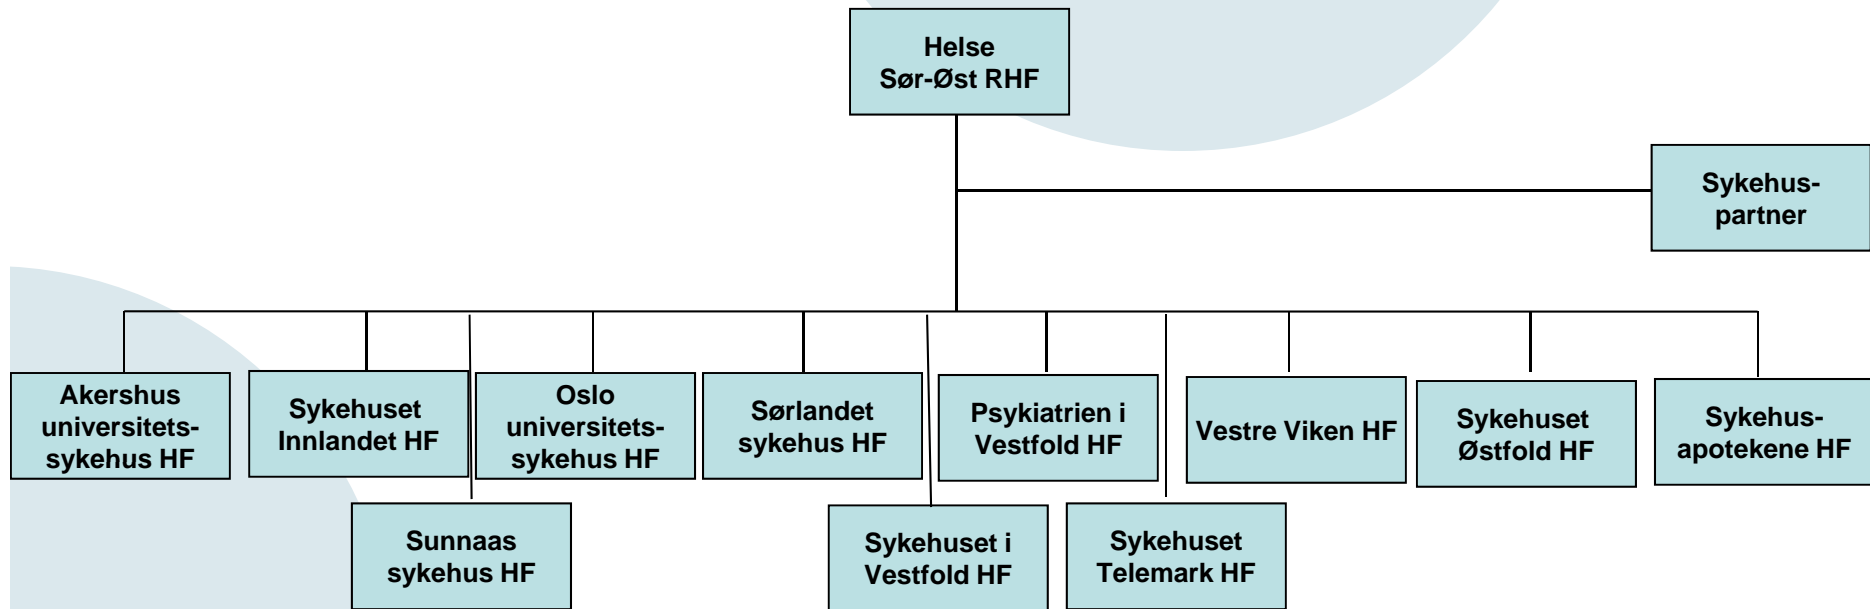 Helse
Sør-Øst RHF
Sykehus-
partner
Akershus
universitets-
sykehus HF
Sykehuset
Innlandet HF
Oslo
universitets-
sykehus HF
Sørlandet
sykehus HF
Psykiatrien i
Vestfold HF
Vestre Viken HF
Sykehuset
Østfold HF
Sykehus-
apotekene HF
Sunnaas
sykehus HF
Sykehuset i
Vestfold HF
Sykehuset
Telemark HF